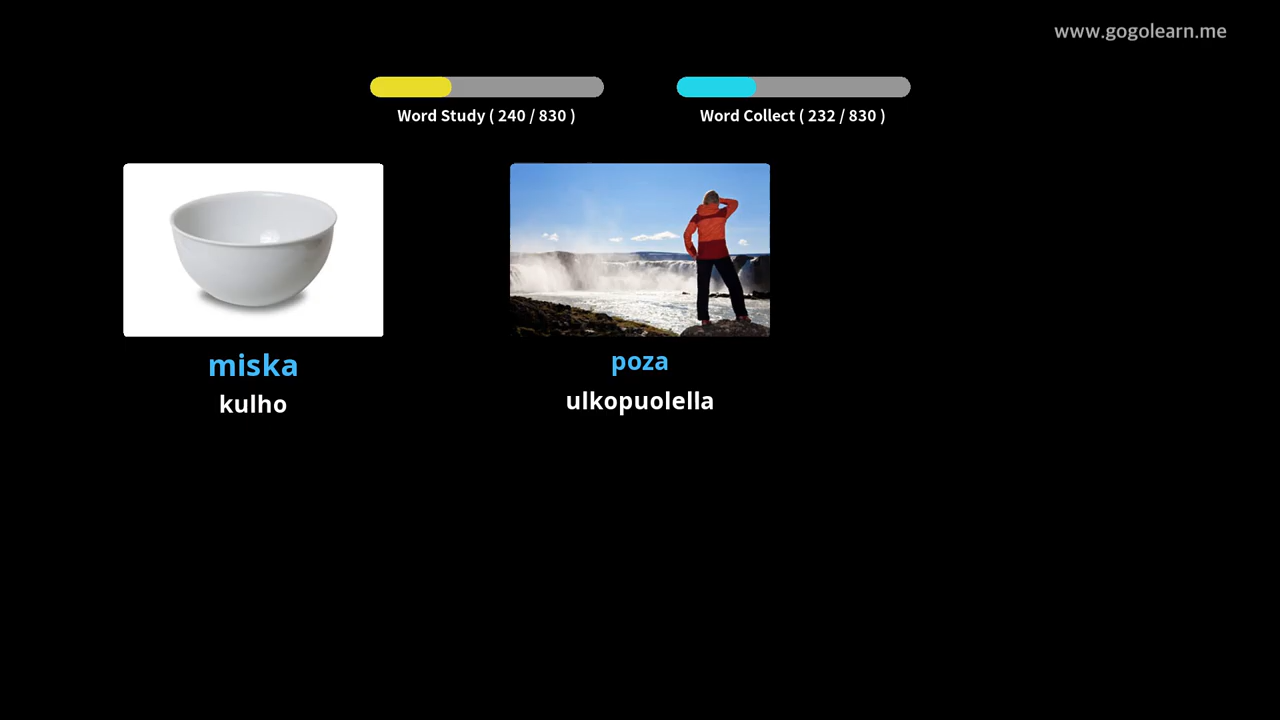 www.gogolearn.me
Word Study ( 240 / 830 )
Word Collect ( 232 / 830 )
miska
kulho
poza
ulkopuolella